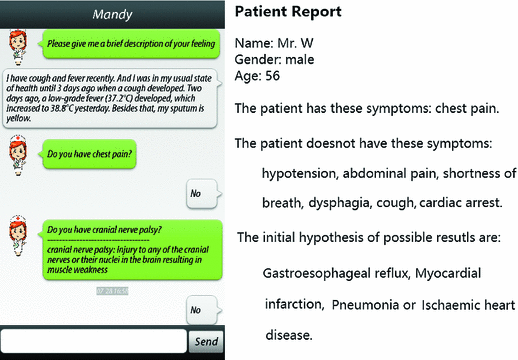 Mandy
Please give me a brief description of your feeling
I have cough and fever recently. And I was in my usual
state of health until 3 days ago when a cough developed. Two
days ago, a low-grade fever (37.2°C) developed, which
increased to 38.8°C yesterday. Besides that, my sputum is
yellow.
Do you have chest pain?
No
Do you have cranial nerve palsy?
------------------------------------
cranial nerve palsy: Injury to any of the cranial
nerves or their nuclei in the brain resulting in
muscle weakness
No
Send
Patient Report
Name: Mr. W
Gender: male
Age: 56
The patient has these symptoms: chest pain.
The patient doesnot have these symptoms:
hypotension, abdominal pain, shortness of
breath, dysphagia, cough, cardiac arrest.
The initial hypothesis of possible resutls are:
Gastroesophageal reflux, Myocardial
infarction, Pneumonia or Ischaemic heart
disease.